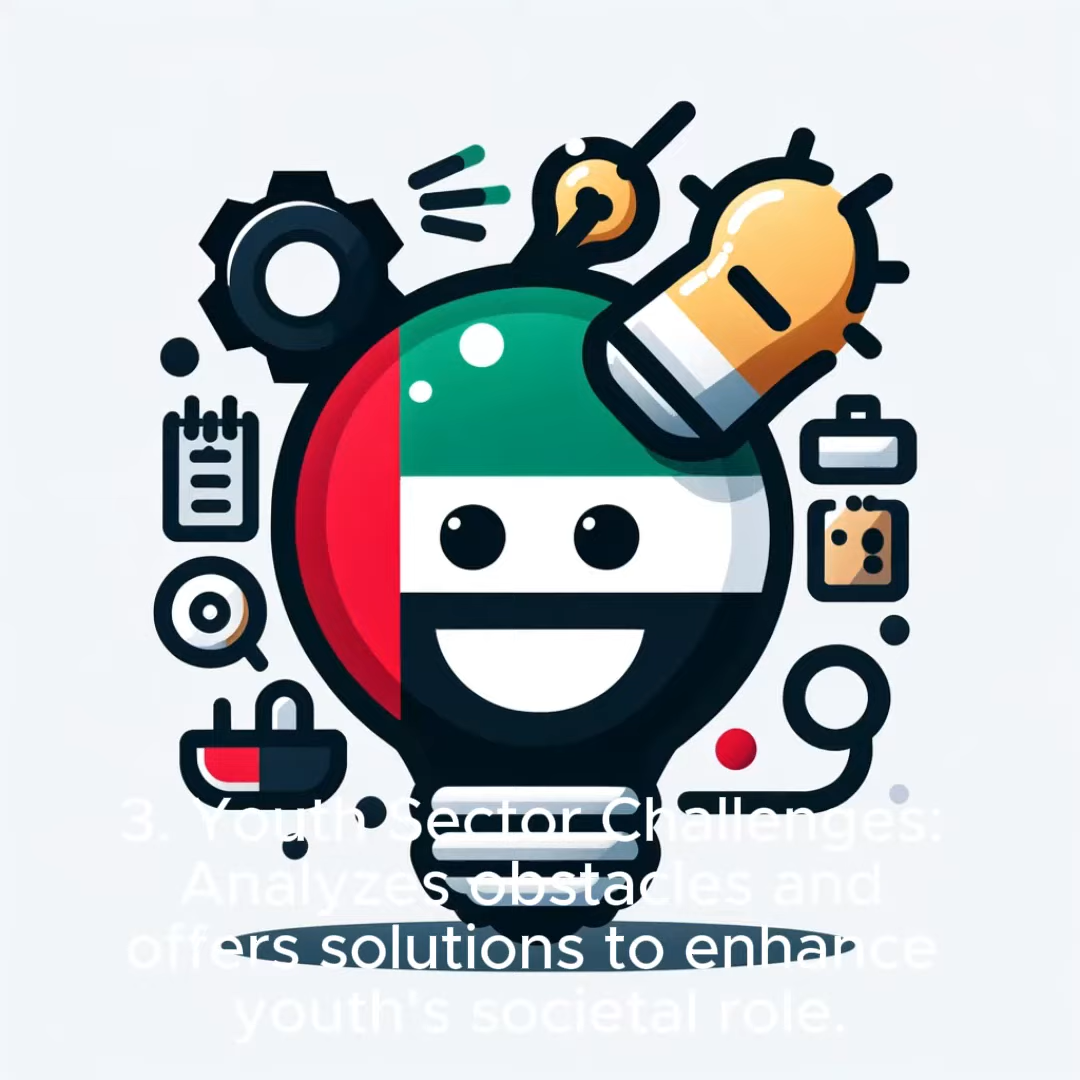 3. Youth Sector Challenges:
Analyzes obstacles and
offers solutions to enhance
youth's societal role.